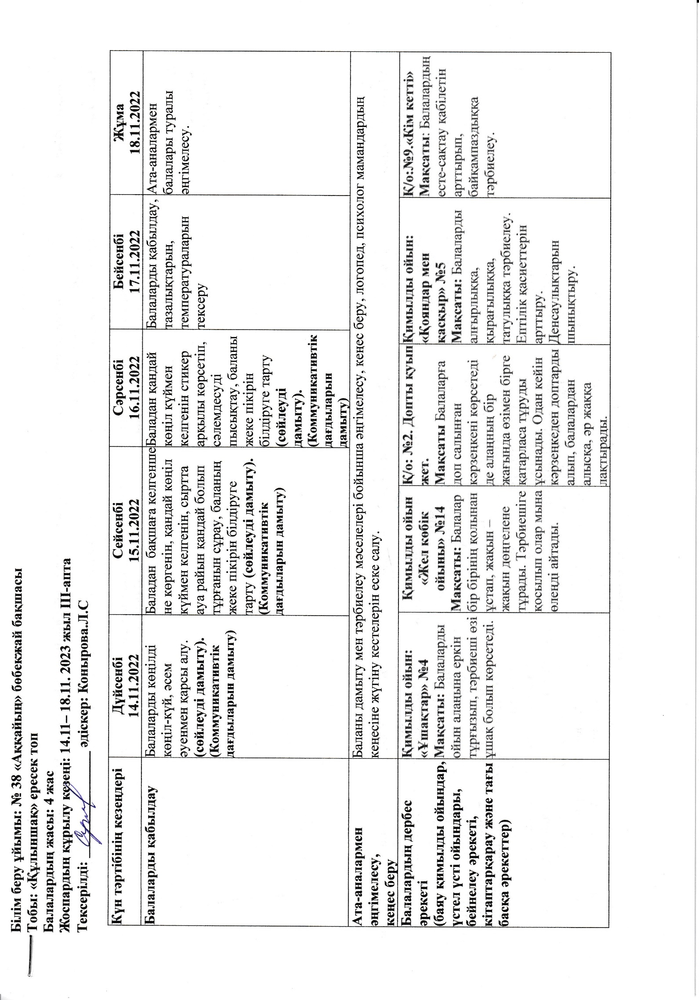 Білім беру ұйымы: № 38 «Аққайың» бөбекжай бақшасы
Тобы: «Құлыншақ» ересек топ
Балалардың жасы: 4 жас
Жоспардың құрылу кезеңі: 14.11– 18.11. 2023 жыл III-апта
Тексерілді: әдіскер: Конырова.Л.С
Күн тәртібінің кезеңдері
Дүйсенбі
14.11.2022
Сейсенбі
15.11.2022
Сәрсенбі
16.11.2022
Бейсенбі
17.11.2022
Жұма
18.11.2022
Балаларды қабылдау
Балаларды көңілді
көңіл-күй, әсем
әуенмен қарсы алу.
(сөйлеуді дамыту).
(Коммуникативтік
дағдыларын дамыту)
Баладан бақшаға келгенше
не көргенін, қандай көңіл
күймен келгенін, сыртта
ауа райын қандай болып
тұрғанын сұрау, баланың
жеке пікірін білдіруге
тарту (сөйлеуді дамыту).
(Коммуникативтік
дағдыларын дамыту)
Баладан қандай
көңіл күймен
келгенін стикер
арқылы көрсетіп,
сәлемдесуді
пысықтау, баланы
жеке пікірін
білдіруге тарту
(сөйлеуді
дамыту).
(Коммуникативтік
дағдыларын
дамыту)
Балаларды қабылдау,
тазалықтарын,
температураларын
тексеру
Ата-аналармен
балалары туралы
әңгімелесу.
Ата-аналармен
әңгімелесу,
кеңес беру
Баланы дамыту мен тәрбиелеу мәселелері бойынша әңгімелесу, кеңес беру, логопед, психолог мамандардың
кеңесіне жүгіну кестелерін еске салу.
Балалардың дербес
әрекеті
(баяу қимылды ойындар,
үстел үсті ойындары,
бейнелеу әрекеті,
кітаптарқарау және тағы
басқа әрекеттер)
Қимылды ойын:
«Ұшақтар» №4
Мақсаты: Балаларды
ойын алаңына еркін
тұрғызып, тәрбиеші өзі
ұшақ болып көрсетеді.
Қимылды ойын
«Жел көбік
ойыны» №14
Мақсаты: Балалар
бір бірінің қолынан
ұстап, жақын –
жақын дөңгелене
тұрады. Тәрбиешіге
қосылып олар мына
өлеңді айтады.
Қ/о: №2. Допты қуып
жет.
Мақсаты Балаларға
доп салынған
кәрзеңкені көрсетеді
де алаңның бір
жағында өзімен бірге
қатарласа тұруды
ұсынады. Одан кейін
кәрзеңкеден доптарды
алып, балалардан
алысқа, әр жаққа
лақтырады.
Қимылды ойын:
«Қояндар мен
қасқыр» №5
Мақсаты: Балаларды
алғырлыққа,
қырағылыққа,
татулыққа тәрбиелеу.
Ептілік қасиеттерін
арттыру.
Денсаулықтарын
шынықтыру.
Қ/о:№9.«Кім кетті»
Мақсаты: Балалардың
есте-сақтау қабілетін
арттырып,
байқампаздыққа
тәрбиелеу.